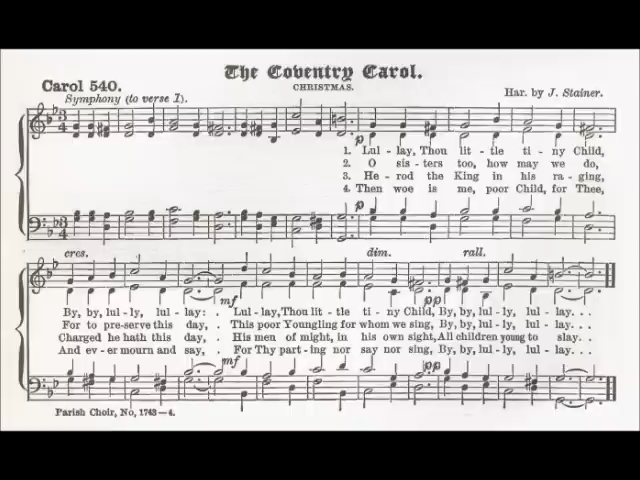 The Coventry Carol.
Carol 540.
CHRISTMAS.
Symphony (to verse 1).
Har. by J. Stainer.
3 4
p
1. Lul - lay, Thou lit - tle ti - ny Child,
2. O sis - ters too, how may we do,
3. He - rod the King in his ra - ging,
4. Then woe is me, poor Child, for Thee,
3 4
p
cres. dim. rall.
mf pp
By, by, lul - ly, lul - lay: . Lul - lay, Thou lit - tle ti - ny Child, By, by, lul - ly, lul - lay. . .
For to pre-serve this day, . This poor Youngling for whom we sing, By, by, lul - ly, lul - lay. . .
Charged he hath this day, . His men of might, in his own sight, All children young to slay. . .
And ev - er mourn and say, . For Thy part - ing nor say nor sing, By, by, lul - ly, lul - lay. . .
mf pp
Parish Choir, No, 1743—4.